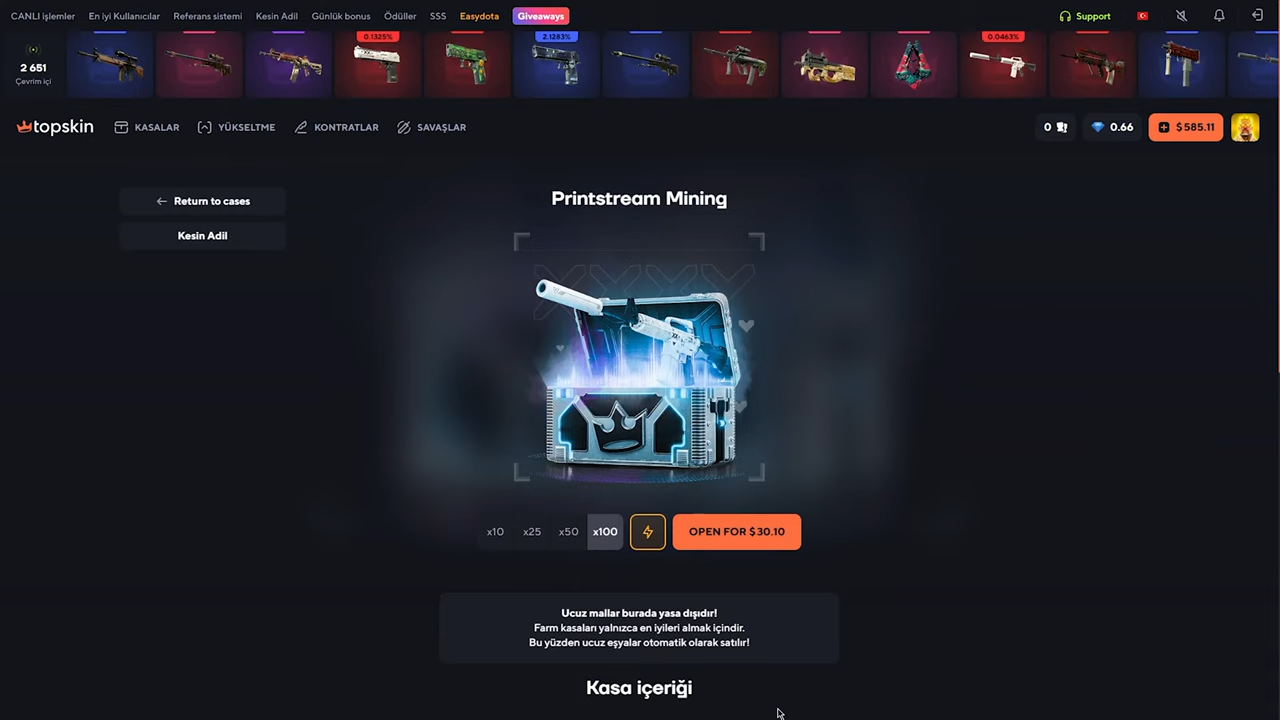 CANLI işlemler En iyi Kullanıcılar Referans sistemi Kesin Adil Günlük bonus Ödüller SSS Easydota Giveaways Support
0.1325% 2.1283% 0.0463%
2 651
Çevrim içi
topskin KASALAR YÜKSELTME KONTRATLAR SAVAŞLAR 0 0.66 $ 585.11
← Return to cases
Kesin Adil
Printstream Mining
x10 x25 x50 x100 OPEN FOR $ 30.10
Ucuz mallar burada yasa dışıdır!
Farm kasaları yalnızca en iyileri almak içindir.
Bu yüzden ucuz eşyalar otomatik olarak satılır!
Kasa içeriği